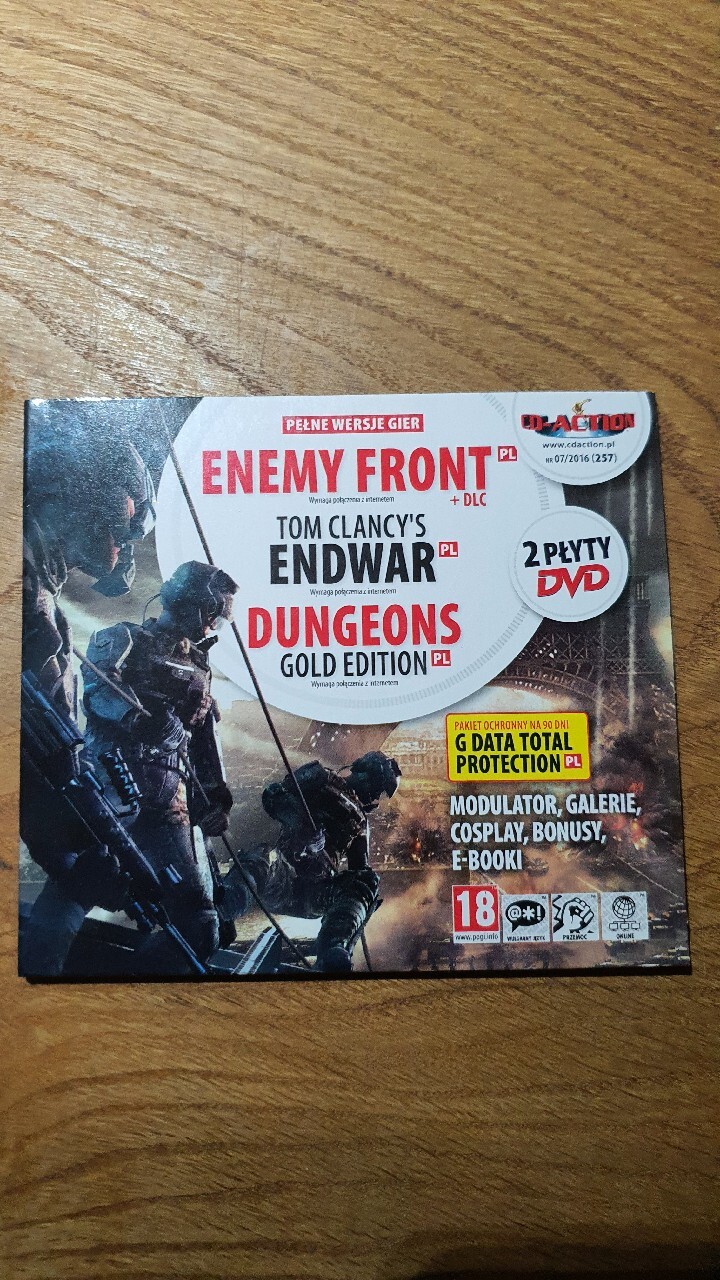 PEŁNE WERSJE GIER
ENEMY FRONT PL
+ DLC
Wymaga połączenia z internetem
TOM CLANCY'S
ENDWAR PL
Wymaga połączenia z internetem
DUNGEONS
GOLD EDITION PL
Wymaga połączenia z internetem
CD-ACTION
www.cdaction.pl
NR 07/2016 (257)
2 PŁYTY
DVD
PAKIET OCHRONNY NA 90 DNI
G DATA TOTAL
PROTECTION PL
MODULATOR, GALERIE,
COSPLAY, BONUSY,
E-BOOKI
18
www.pegi.info
@*!
WULGARNY JĘZYK
PRZEMOC
ONLINE